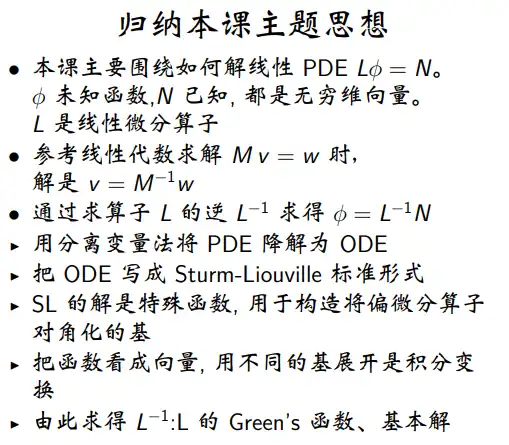 归纳本课主题思想
• 本课主要围绕如何解线性 PDE Lϕ = N。
ϕ 未知函数,N 已知, 都是无穷维向量。
L 是线性微分算子
• 参考线性代数求解 M v = w 时,
解是 v = M⁻¹w
• 通过求算子 L 的逆 L⁻¹ 求得 ϕ = L⁻¹N
▸ 用分离变量法将 PDE 降解为 ODE
▸ 把 ODE 写成 Sturm-Liouville 标准形式
▸ SL 的解是特殊函数, 用于构造将偏微分算子
对角化的基
▸ 把函数看成向量, 用不同的基展开是积分变
换
▸ 由此求得 L⁻¹:L 的 Green's 函数、基本解